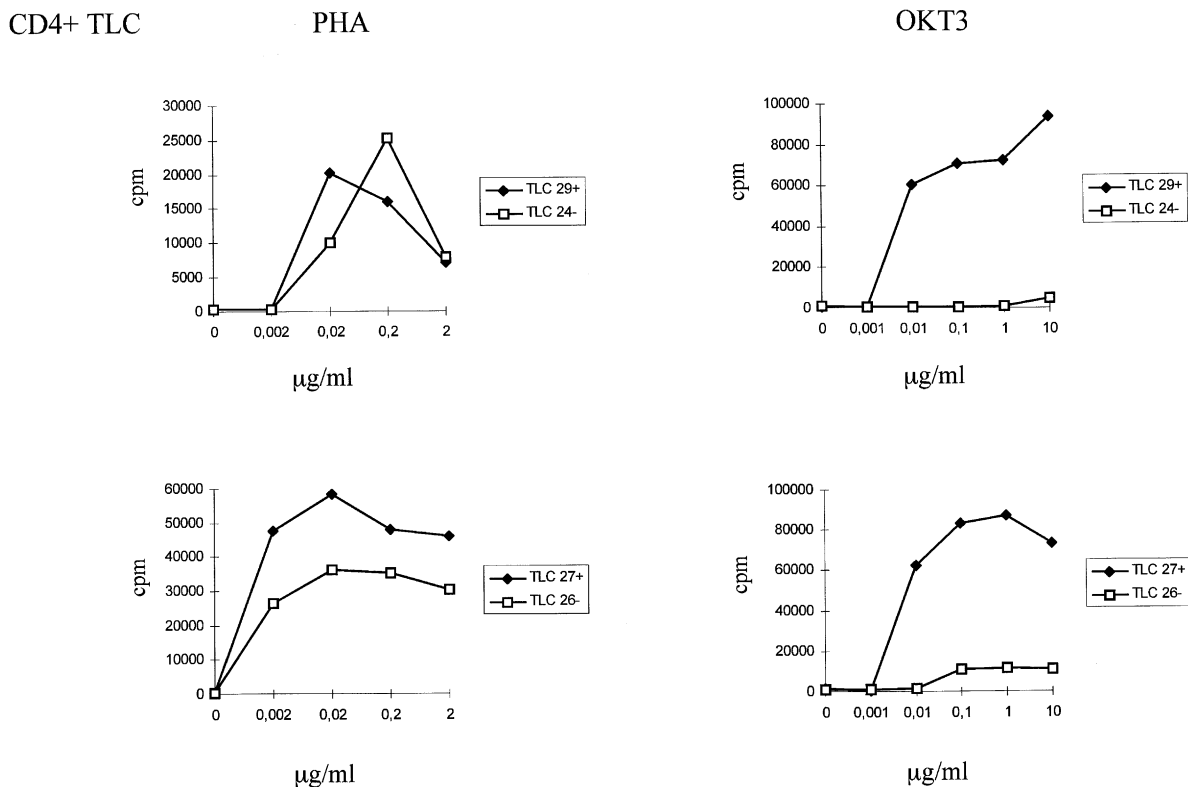 CD4+ TLC
PHA
OKT3
30000
25000
20000
15000
10000
5000
0
cpm
0
0,002
0,02
0,2
2
µg/ml
TLC 29+
TLC 24-
100000
80000
60000
40000
20000
0
cpm
0
0,001
0,01
0,1
1
10
µg/ml
TLC 29+
TLC 24-
60000
50000
40000
30000
20000
10000
0
cpm
0
0,002
0,02
0,2
2
µg/ml
TLC 27+
TLC 26-
100000
80000
60000
40000
20000
0
cpm
0
0,001
0,01
0,1
1
10
µg/ml
TLC 27+
TLC 26-